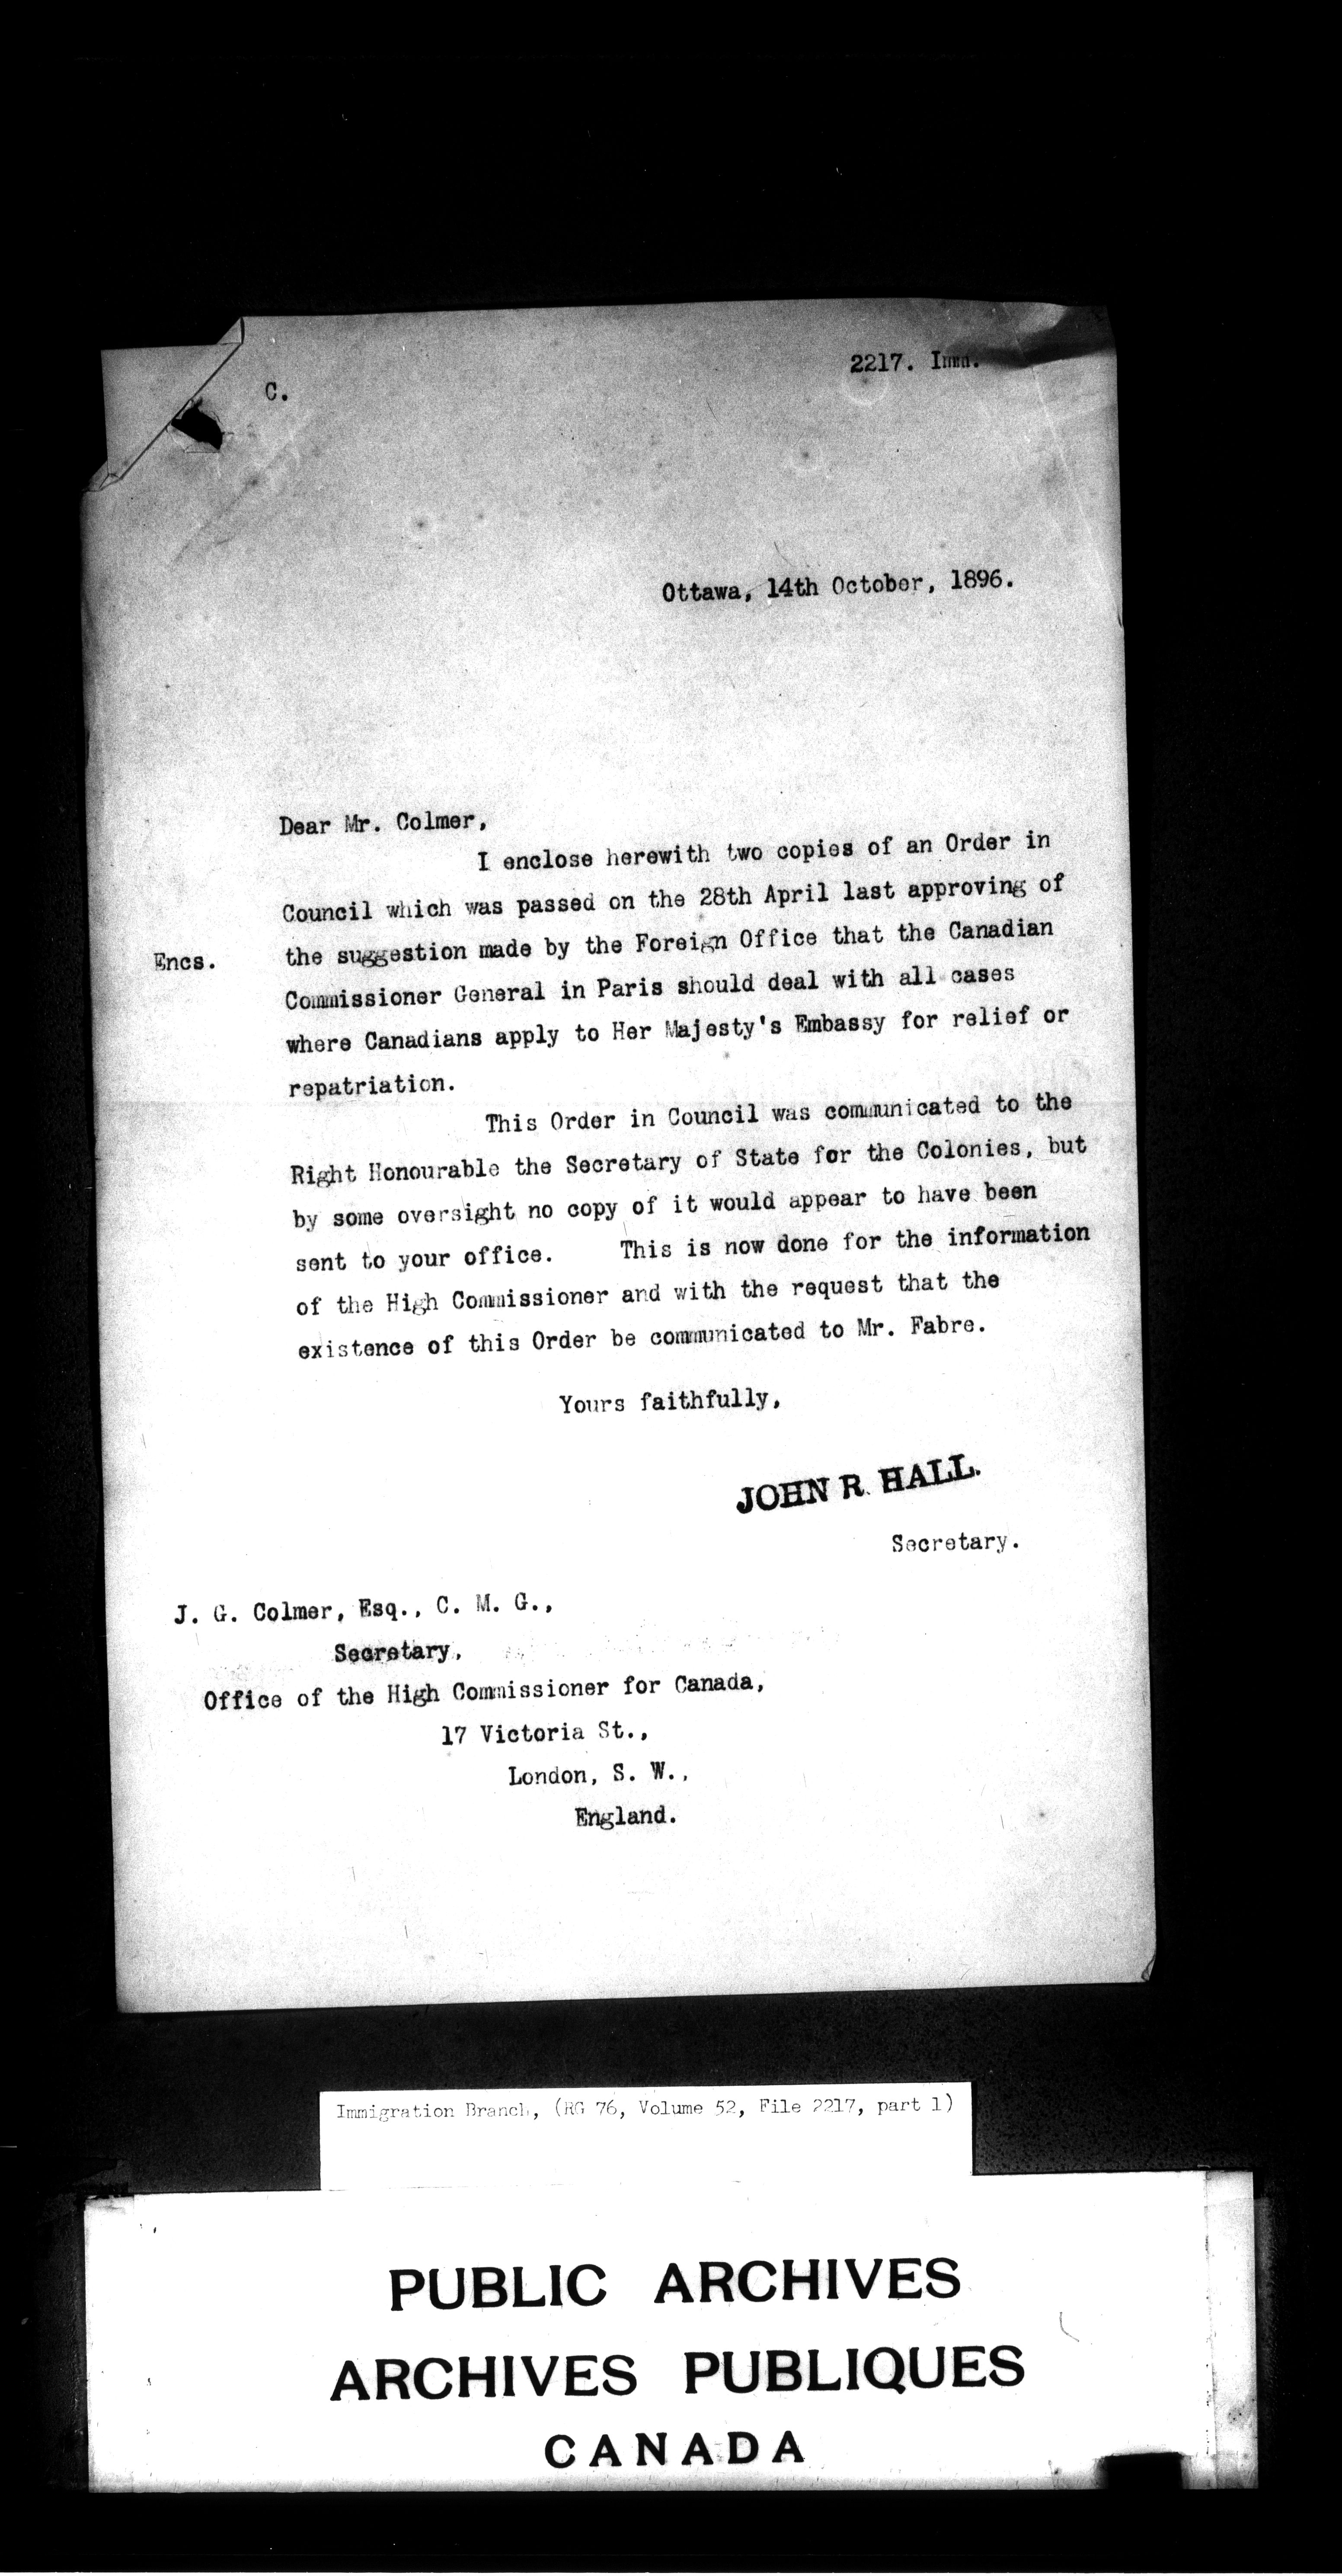 2217. Imm.
C.
Ottawa, 14th October, 1896.
Dear Mr. Colmer,
I enclose herewith two copies of an Order in
Council which was passed on the 28th April last approving of
the suggestion made by the Foreign Office that the Canadian
Encs.
Commissioner General in Paris should deal with all cases
where Canadians apply to Her Majesty's Embassy for relief or
repatriation.
This Order in Council was communicated to the
Right Honourable the Secretary of State for the Colonies, but
by some oversight no copy of it would appear to have been
sent to your office. This is now done for the information
of the High Commissioner and with the request that the
existence of this Order be communicated to Mr. Fabre.
Yours faithfully,
JOHN R. HALL.
Secretary.
J. G. Colmer, Esq., C. M. G.,
Secretary,
Office of the High Commissioner for Canada,
17 Victoria St.,
London, S. W.,
England.
Immigration Branch, (RG 76, Volume 52, File 2217, part 1)
PUBLIC ARCHIVES
ARCHIVES PUBLIQUES
CANADA